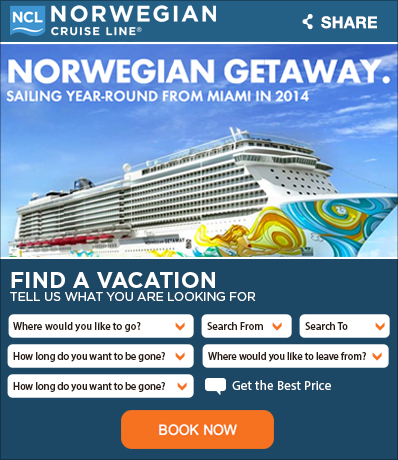 NCL NORWEGIAN
CRUISE LINE®
SHARE
NORWEGIAN GETAWAY.
SAILING YEAR-ROUND FROM MIAMI IN 2014
NORWEGIAN GETAWAY
FIND A VACATION
TELL US WHAT YOU ARE LOOKING FOR
Where would you like to go? Search From Search To
How long do you want to be gone? Where would you like to leave from?
How long do you want to be gone? Get the Best Price
BOOK NOW